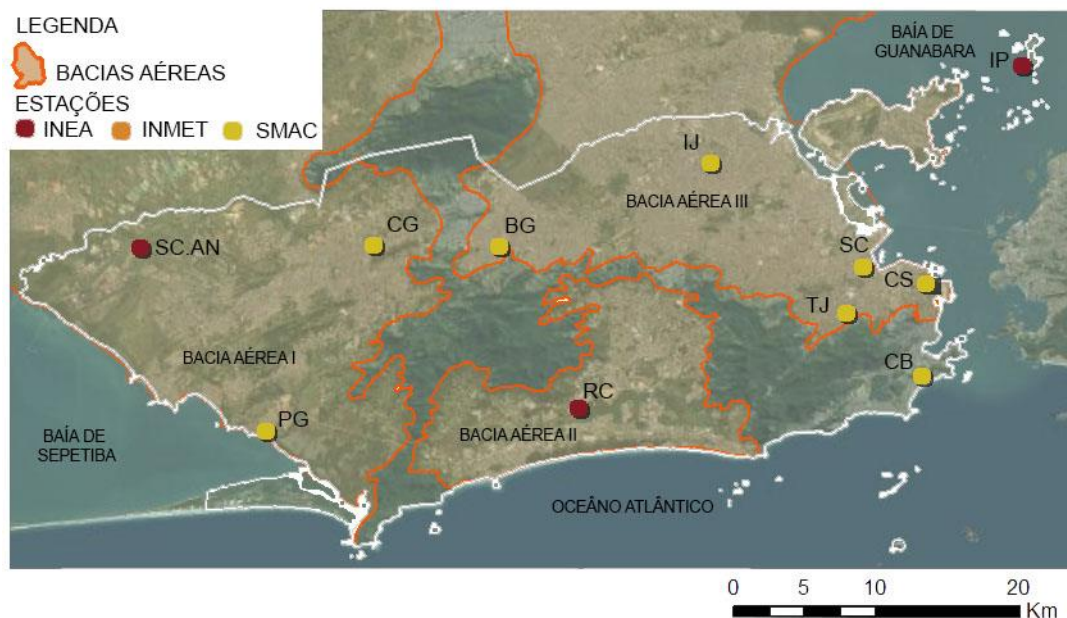 LEGENDA
BACIAS AÉREAS
ESTAÇÕES
INEA INMET SMAC
BAÍA DE
GUANABARA
IP
IJ
BACIA AÉREA III
SC.AN
CG
BG
SC
CS
TJ
BACIA AÉREA I
CB
RC
PG
BACIA AÉREA II
BAÍA DE
SEPETIBA
OCEÂNO ATLÂNTICO
0 5 10 20
Km